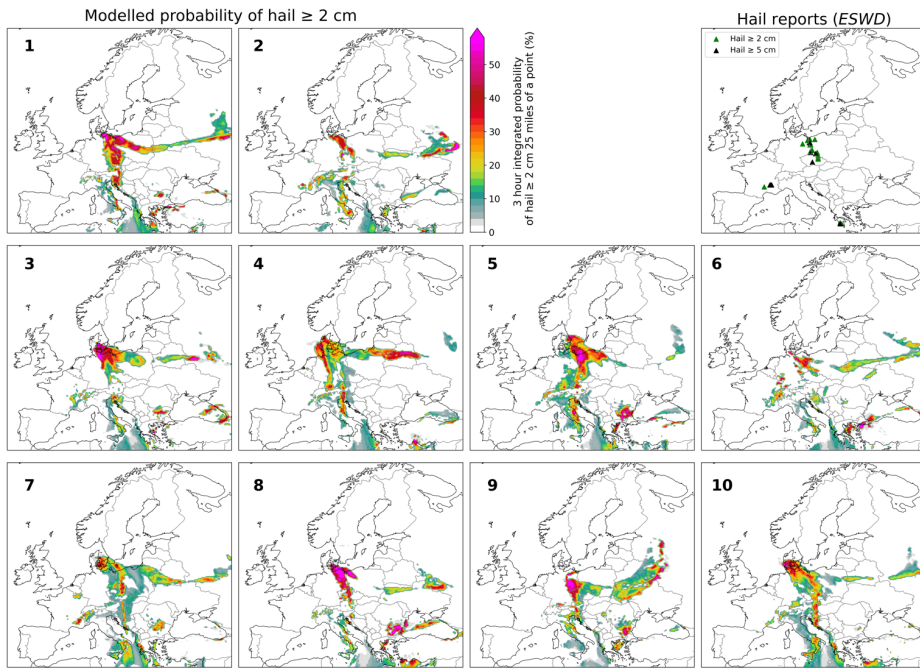 Modelled probability of hail ≥ 2 cm
Hail reports (ESWD)
1
2
50
40
30
20
10
0
3 hour integrated probability
of hail ≥ 2 cm 25 miles of a point (%)
Hail ≥ 2 cm
Hail ≥ 5 cm
3
4
5
6
7
8
9
10